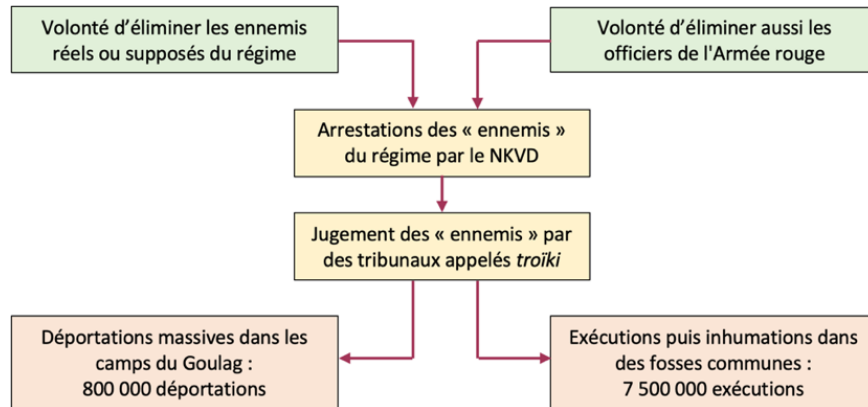 Volonté d’éliminer les ennemis
réels ou supposés du régime
Volonté d’éliminer aussi les
officiers de l'Armée rouge
Arrestations des « ennemis »
du régime par le NKVD
Jugement des « ennemis » par
des tribunaux appelés troïki
Déportations massives dans les
camps du Goulag :
800 000 déportations
Exécutions puis inhumations dans
des fosses communes :
7 500 000 exécutions